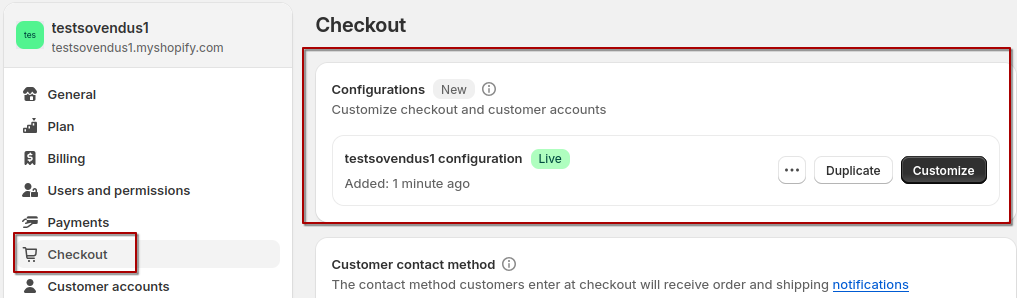 tes
testsovendus1
testsovendus1.myshopify.com
General
Plan
Billing
Users and permissions
Payments
Checkout
Customer accounts
Checkout
Configurations New
Customize checkout and customer accounts
testsovendus1 configuration Live
Added: 1 minute ago
Duplicate
Customize
Customer contact method
The contact method customers enter at checkout will receive order and shipping notifications